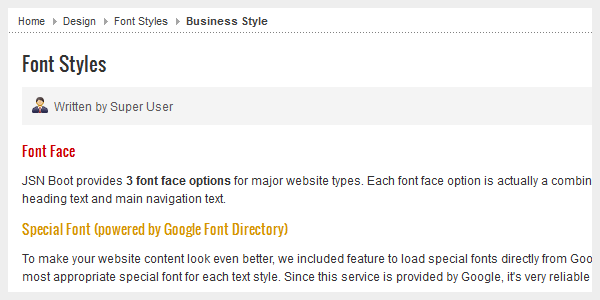 Home Design Font Styles Business Style
Font Styles
Written by Super User
Font Face
JSN Boot provides 3 font face options for major website types. Each font face option is actually a combin
heading text and main navigation text.
Special Font (powered by Google Font Directory)
To make your website content look even better, we included feature to load special fonts directly from Goo
most appropriate special font for each text style. Since this service is provided by Google, it's very reliable